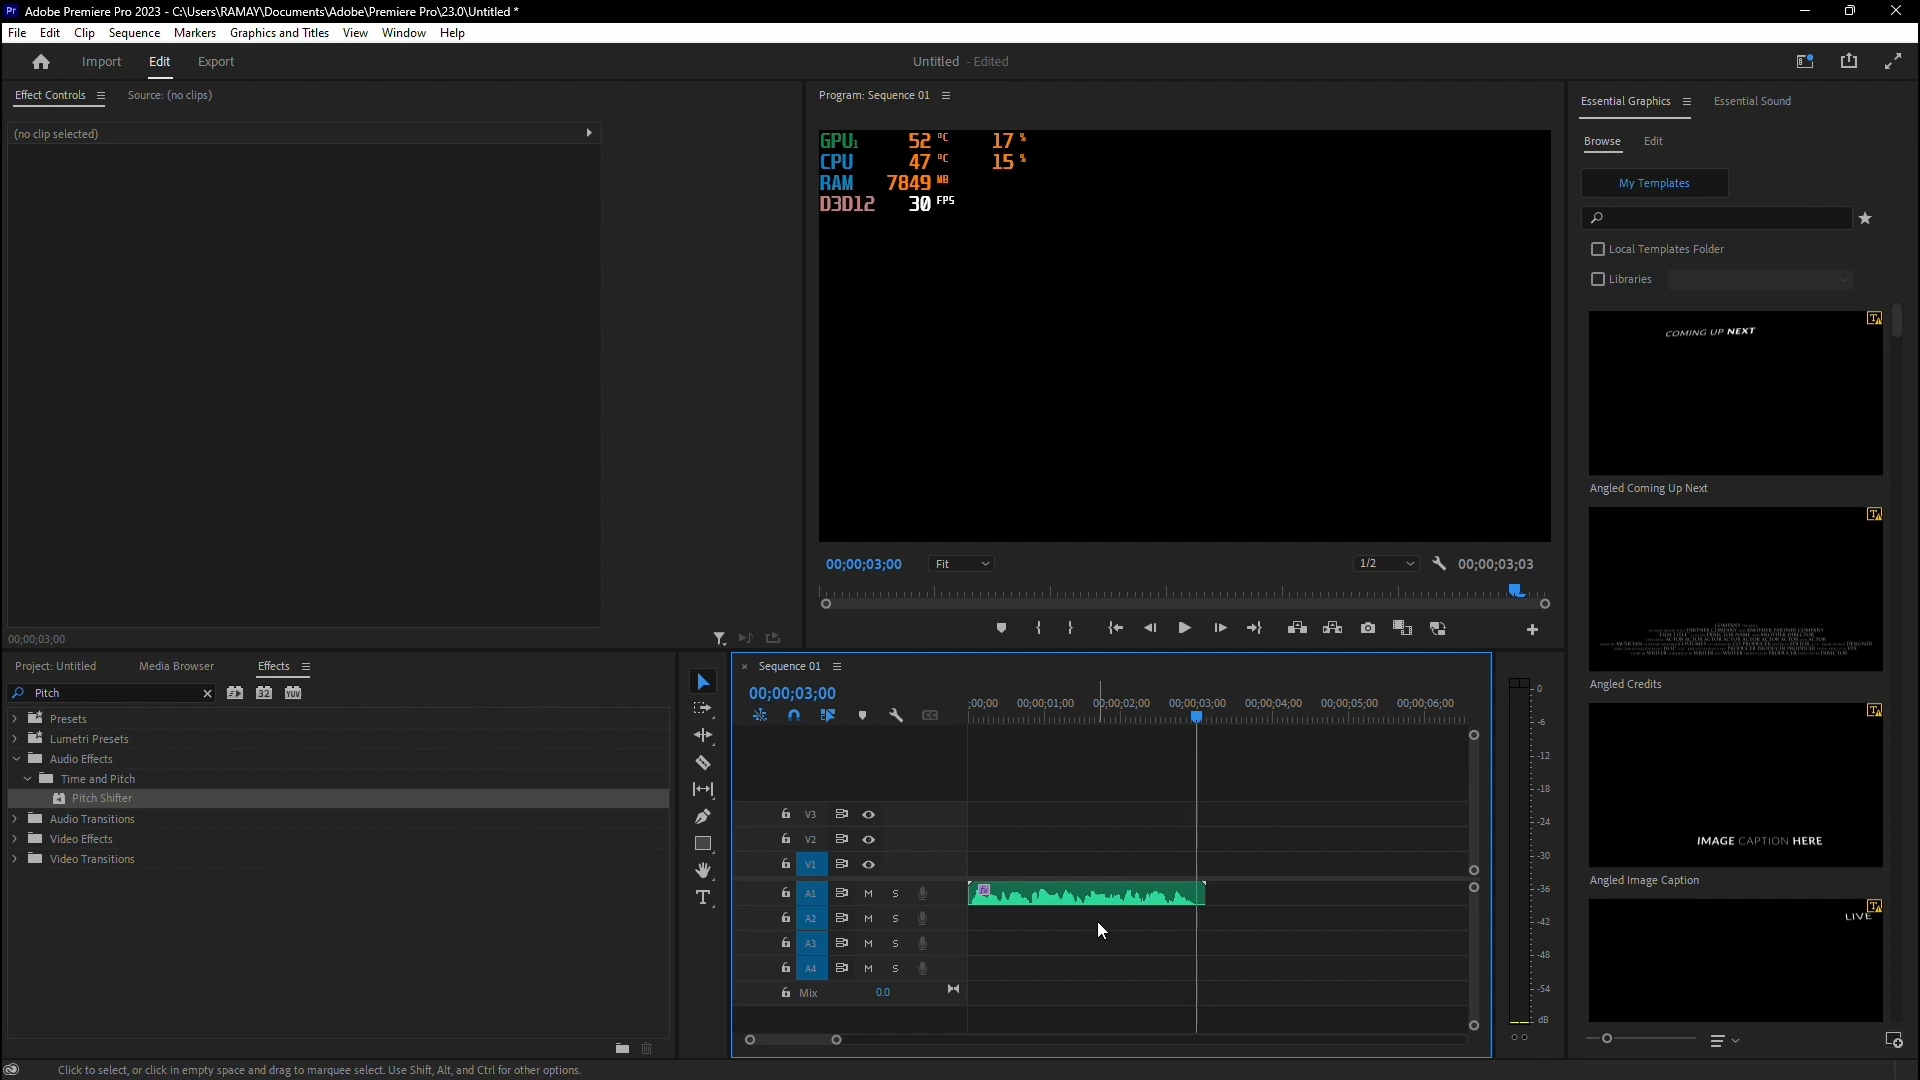 Pr Adobe Premiere Pro 2023 - C:\Users\RAMAY\Documents\Adobe\Premiere Pro\23.0\Untitled *
File Edit Clip Sequence Markers Graphics and Titles View Window Help
Import Edit Export
Untitled - Edited
Effect Controls Source: (no clips)
(no clip selected)
00;00;03;00
Program: Sequence 01
GPU1 52 °C 17 %
CPU 47 °C 15 %
RAM 7849 MB
D3D12 30 FPS
00;00;03;00 Fit 1/2 00;00;03;03
Essential Graphics Essential Sound
Browse Edit
My Templates
Local Templates Folder
Libraries
COMING UP NEXT
Angled Coming Up Next
Angled Credits
IMAGE CAPTION HERE
Angled Image Caption
LIVE
Project: Untitled Media Browser Effects
Pitch 32 YUV
Presets
Lumetri Presets
Audio Effects
Time and Pitch
Pitch Shifter
Audio Transitions
Video Effects
Video Transitions
Sequence 01
00;00;03;00
CC
;00;00 00;00;01;00 00;00;02;00 00;00;03;00 00;00;04;00 00;00;05;00 00;00;06;00
V3
V2
V1
A1 M S fx
A2 M S
A3 M S
A4 M S
Mix 0.0
0
-6
-12
-18
-24
-30
-36
-42
-48
-54
dB
Click to select, or click in empty space and drag to marquee select. Use Shift, Alt, and Ctrl for other options.